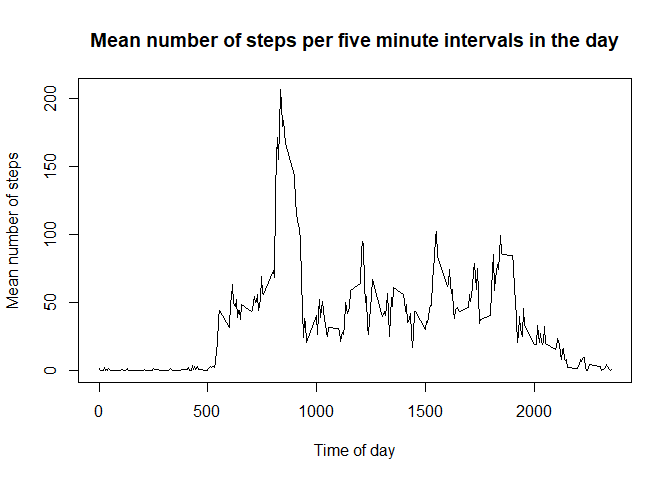 Mean number of steps per five minute intervals in the day
Mean number of steps
200
150
100
50
0
0 500 1000 1500 2000
Time of day